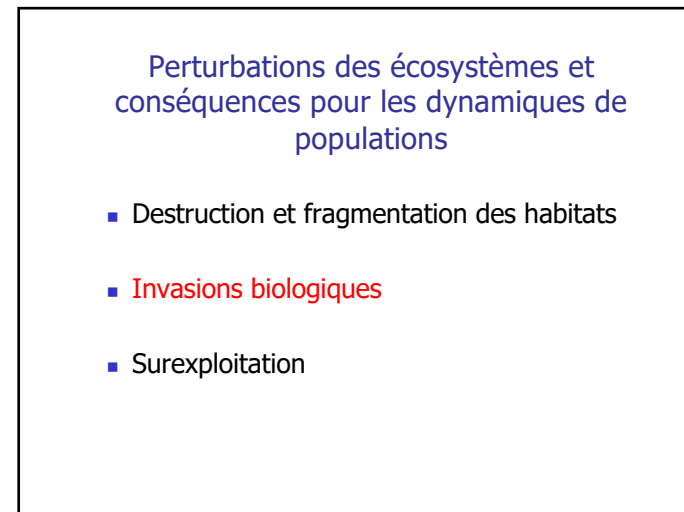 Perturbations des écosystèmes et
conséquences pour les dynamiques de
populations
Destruction et fragmentation des habitats
Invasions biologiques
Surexploitation